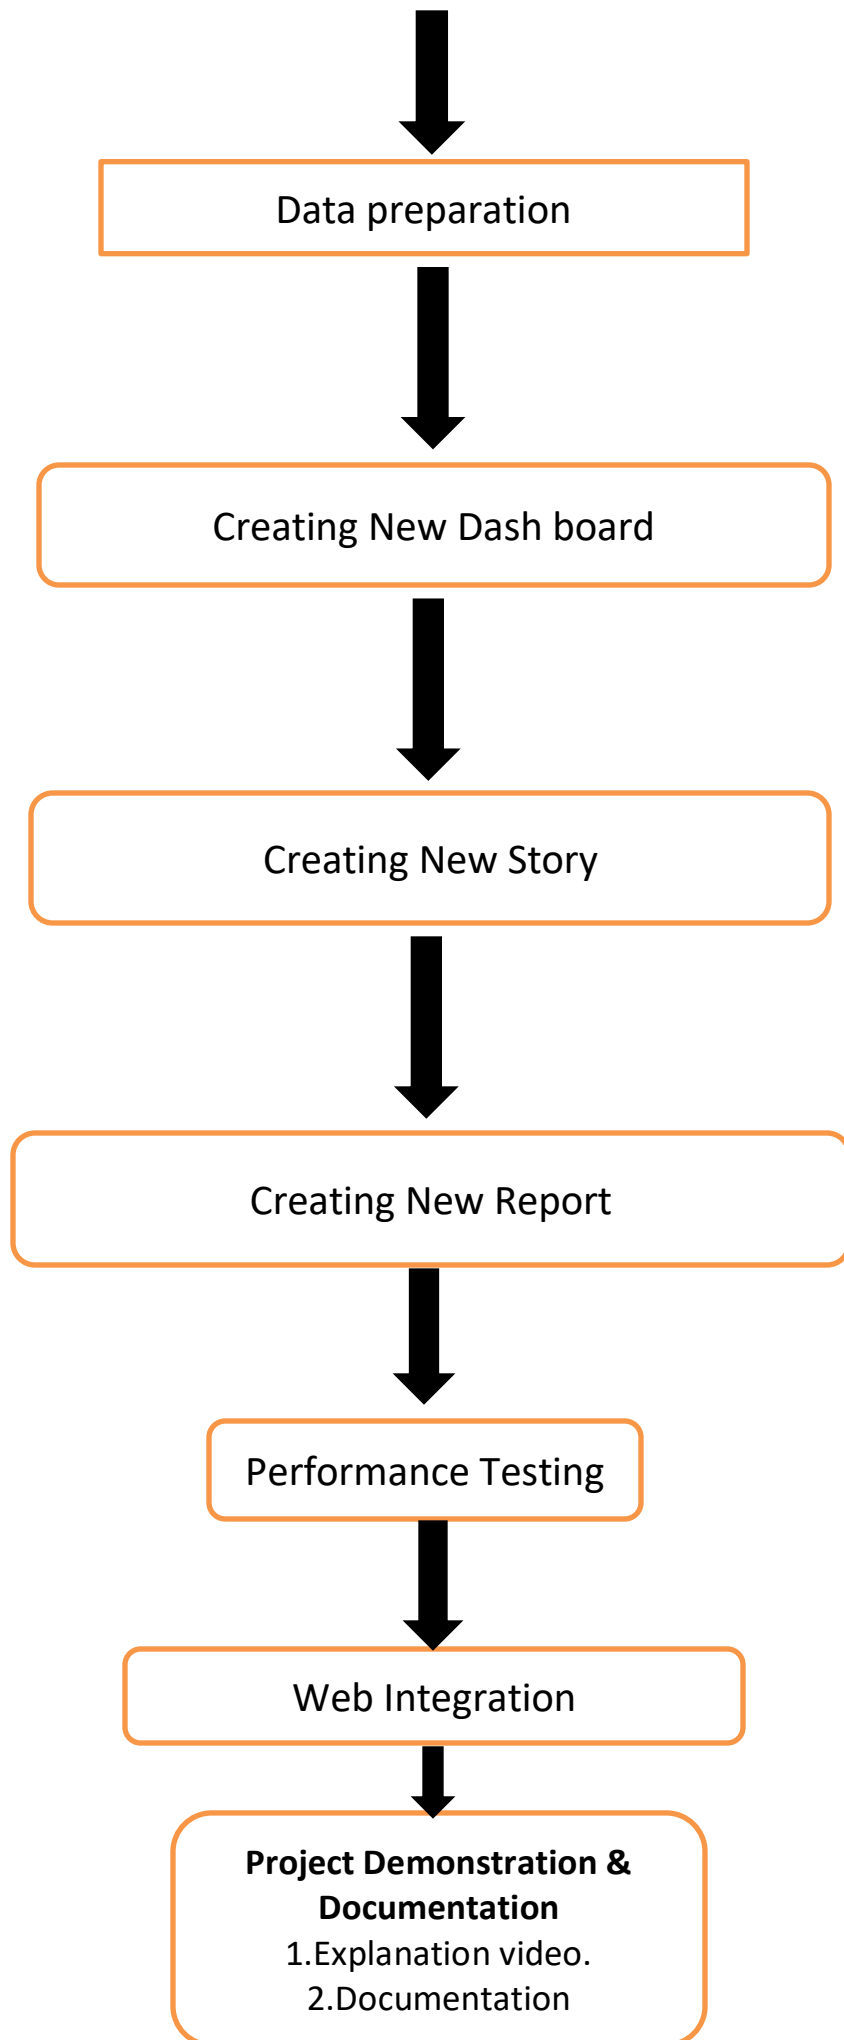 Data preparation
Creating New Dash board
Creating New Story
Creating New Report
Performance Testing
Web Integration
Project Demonstration &
Documentation
1.Explanation video.
2.Documentation